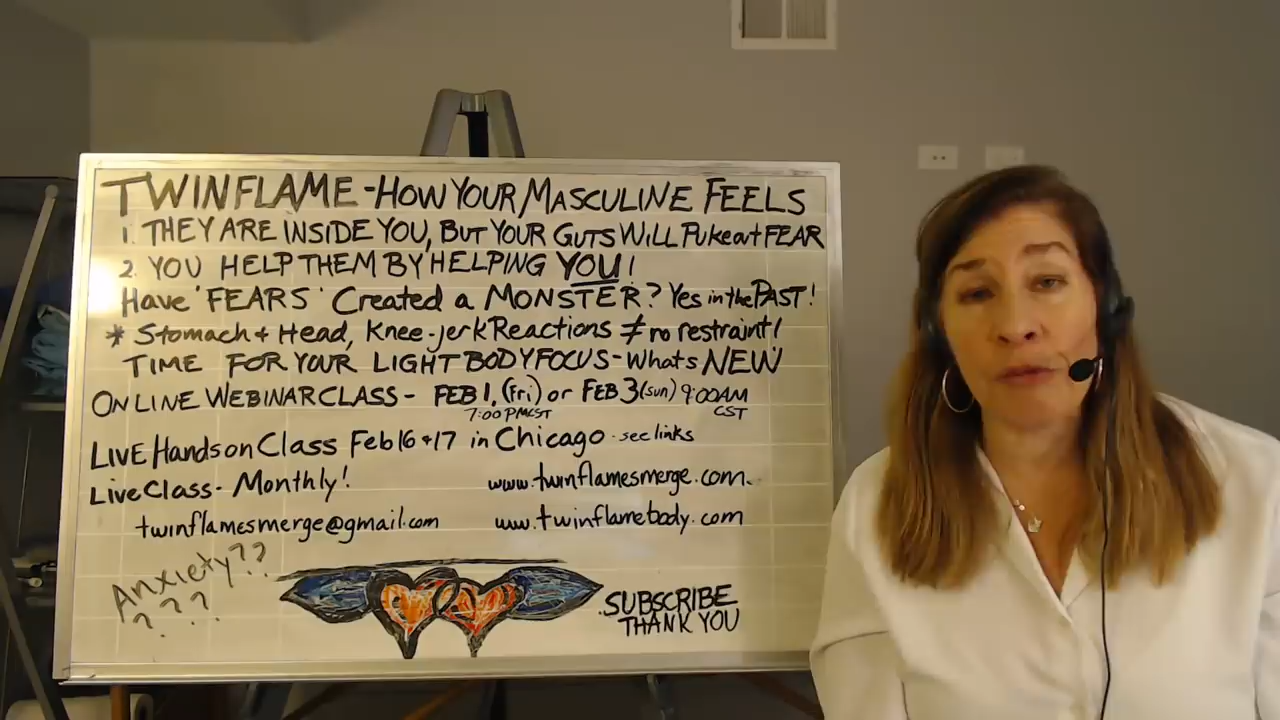 TWINFLAME - HOW YOUR MASCULINE FEELS
1. THEY ARE INSIDE YOU, BUT YOUR GUTS WILL Puke out FEAR
2. YOU HELP THEM BY HELPING YOU!
Have 'FEARS' Created a MONSTER? Yes in the PAST!
* Stomach + Head, Knee-jerk Reactions ≠ no restraint!
TIME FOR YOUR LIGHTBODY FOCUS - What's NEW
ONLINE WEBINAR CLASS - FEB 1. (Fri) or FEB 3 (sun) 9:00AM
7:00 PM CST CST
LIVE Hands on Class Feb 16 + 17 in Chicago - see links
Live Class - Monthly! www.twinflamesmerge.com.
twinflamesmerge@gmail.com www.twinflamebody.com
Anxiety??
? ? ?
SUBSCRIBE
THANK YOU